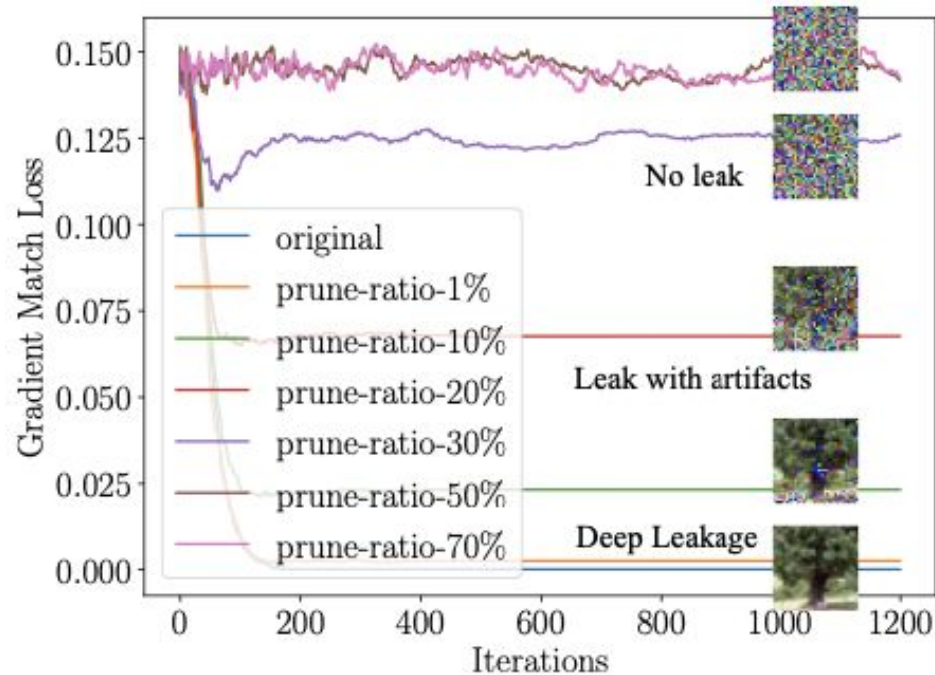 0.150
0.125
0.100
0.075
0.050
0.025
0.000
Gradient Match Loss
No leak
original
prune-ratio-1%
prune-ratio-10%
prune-ratio-20%
prune-ratio-30%
prune-ratio-50%
prune-ratio-70%
Leak with artifacts
Deep Leakage
0 200 400 600 800 1000 1200
Iterations